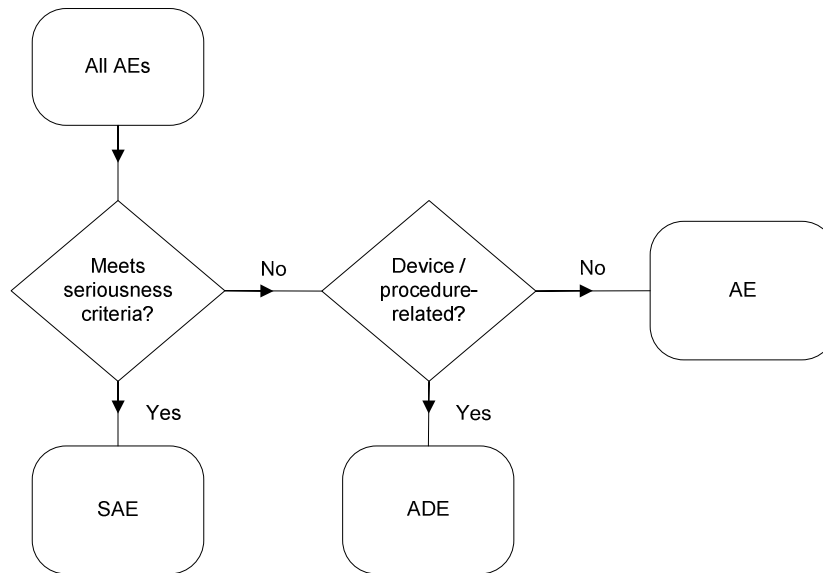 All AEs
Meets
seriousness
criteria?
No
Device /
procedure-
related?
No
AE
Yes
Yes
SAE
ADE